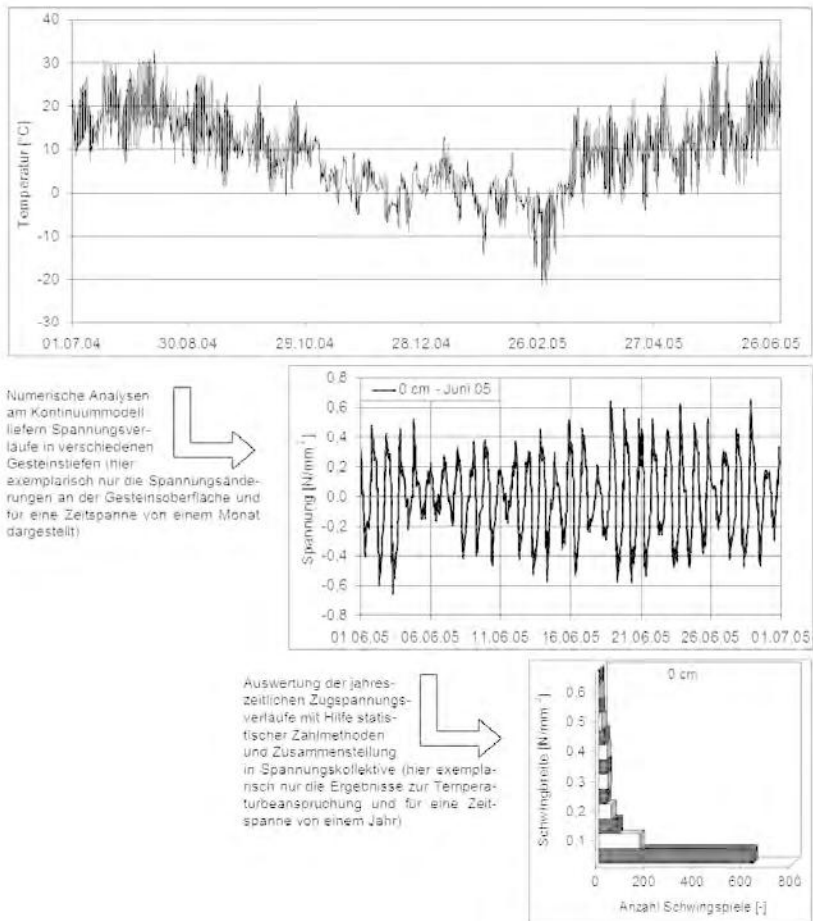 40
30
20
10
0
-10
-20
-30
Temperatur [°C]
01.07.04 30.08.04 29.10.04 28.12.04 26.02.05 27.04.05 26.06.05
Numerische Analysen
am Kontinuummodell
liefern Spannungsver-
läufe in verschiedenen
Gesteinstiefen (hier
exemplarisch nur die Spannungsände-
rungen an der Gesteinsoberfläche und
für eine Zeitspanne von einem Monat
dargestellt)
0,8
0,6
0,4
0,2
0,0
-0,2
-0,4
-0,6
-0,8
Spannung [N/mm⁻¹]
0 cm - Juni 05
01.06.05 06.06.05 11.06.05 16.06.05 21.06.05 26.06.05 01.07.05
Auswertung der jahres-
zeitlichen Zugspannungs-
verläufe mit Hilfe statis-
tischer Zählmethoden
und Zusammenstellung
in Spannungskollektive (hier exempla-
risch nur die Ergebnisse zur Tempera-
turbeanspruchung und für eine Zeit-
spanne von einem Jahr)
0 cm
0,6
0,5
0,4
0,3
0,2
0,1
Schwingbreite [N/mm⁻¹]
0 200 400 600 800
Anzahl Schwingspiele [-]